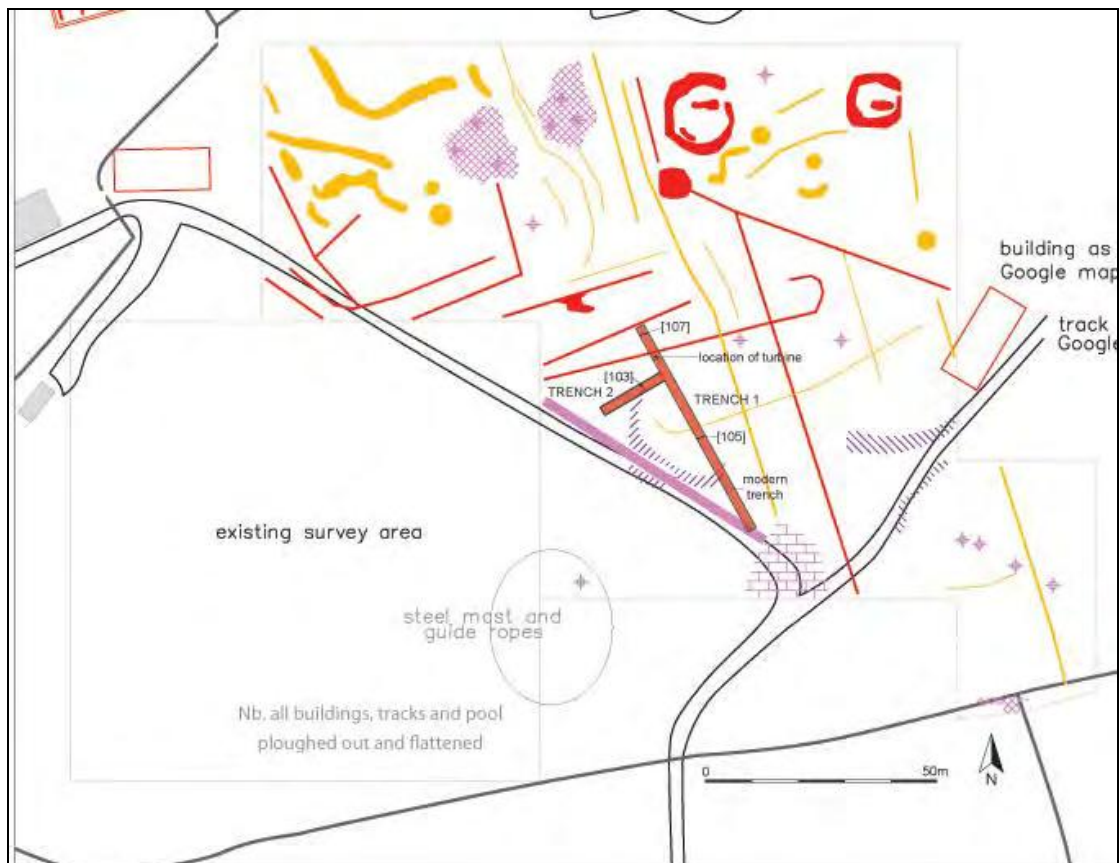 building as
Google map
track
Google
[107]
location of turbine
[103]
TRENCH 2
TRENCH 1
[105]
modern
trench
existing survey area
steel mast and
guide ropes
Nb. all buildings, tracks and pool
ploughed out and flattened
0
50m
N